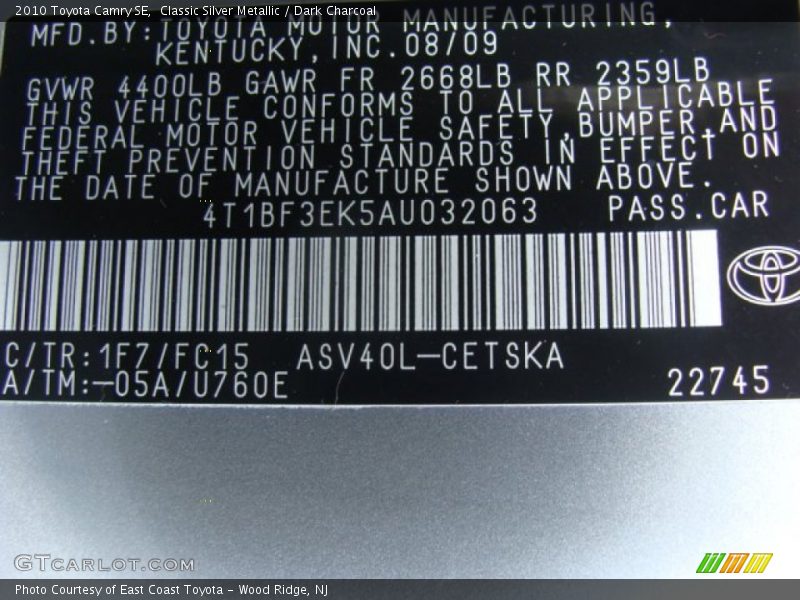 2010 Toyota Camry SE,  Classic Silver Metallic / Dark Charcoal
MFD.BY:TOYOTA MOTOR MANUFACTURING,
KENTUCKY,INC.08/09
GVWR 4400LB GAWR FR 2668LB RR 2359LB
THIS VEHICLE CONFORMS TO ALL APPLICABLE
FEDERAL MOTOR VEHICLE SAFETY,BUMPER,AND
THEFT PREVENTION STANDARDS IN EFFECT ON
THE DATE OF MANUFACTURE SHOWN ABOVE.
4T1BF3EK5AU032063 PASS.CAR
C/TR:1F7/FC15 ASV40L-CETSKA
A/TM:-05A/U760E 22745
GTCARLOT.COM
Photo Courtesy of East Coast Toyota - Wood Ridge, NJ